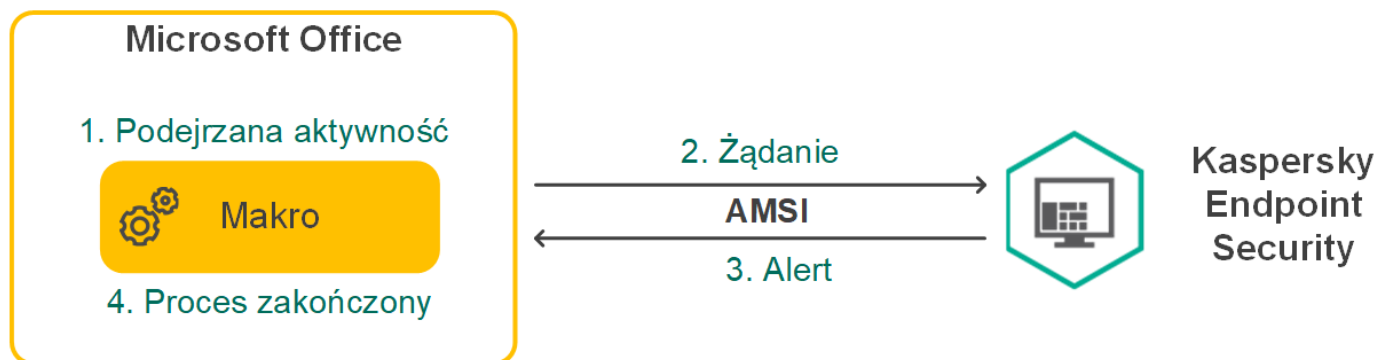 Microsoft Office
1. Podejrzana aktywność
Makro
4. Proces zakończony
2. Żądanie
AMSI
3. Alert
Kaspersky
Endpoint
Security